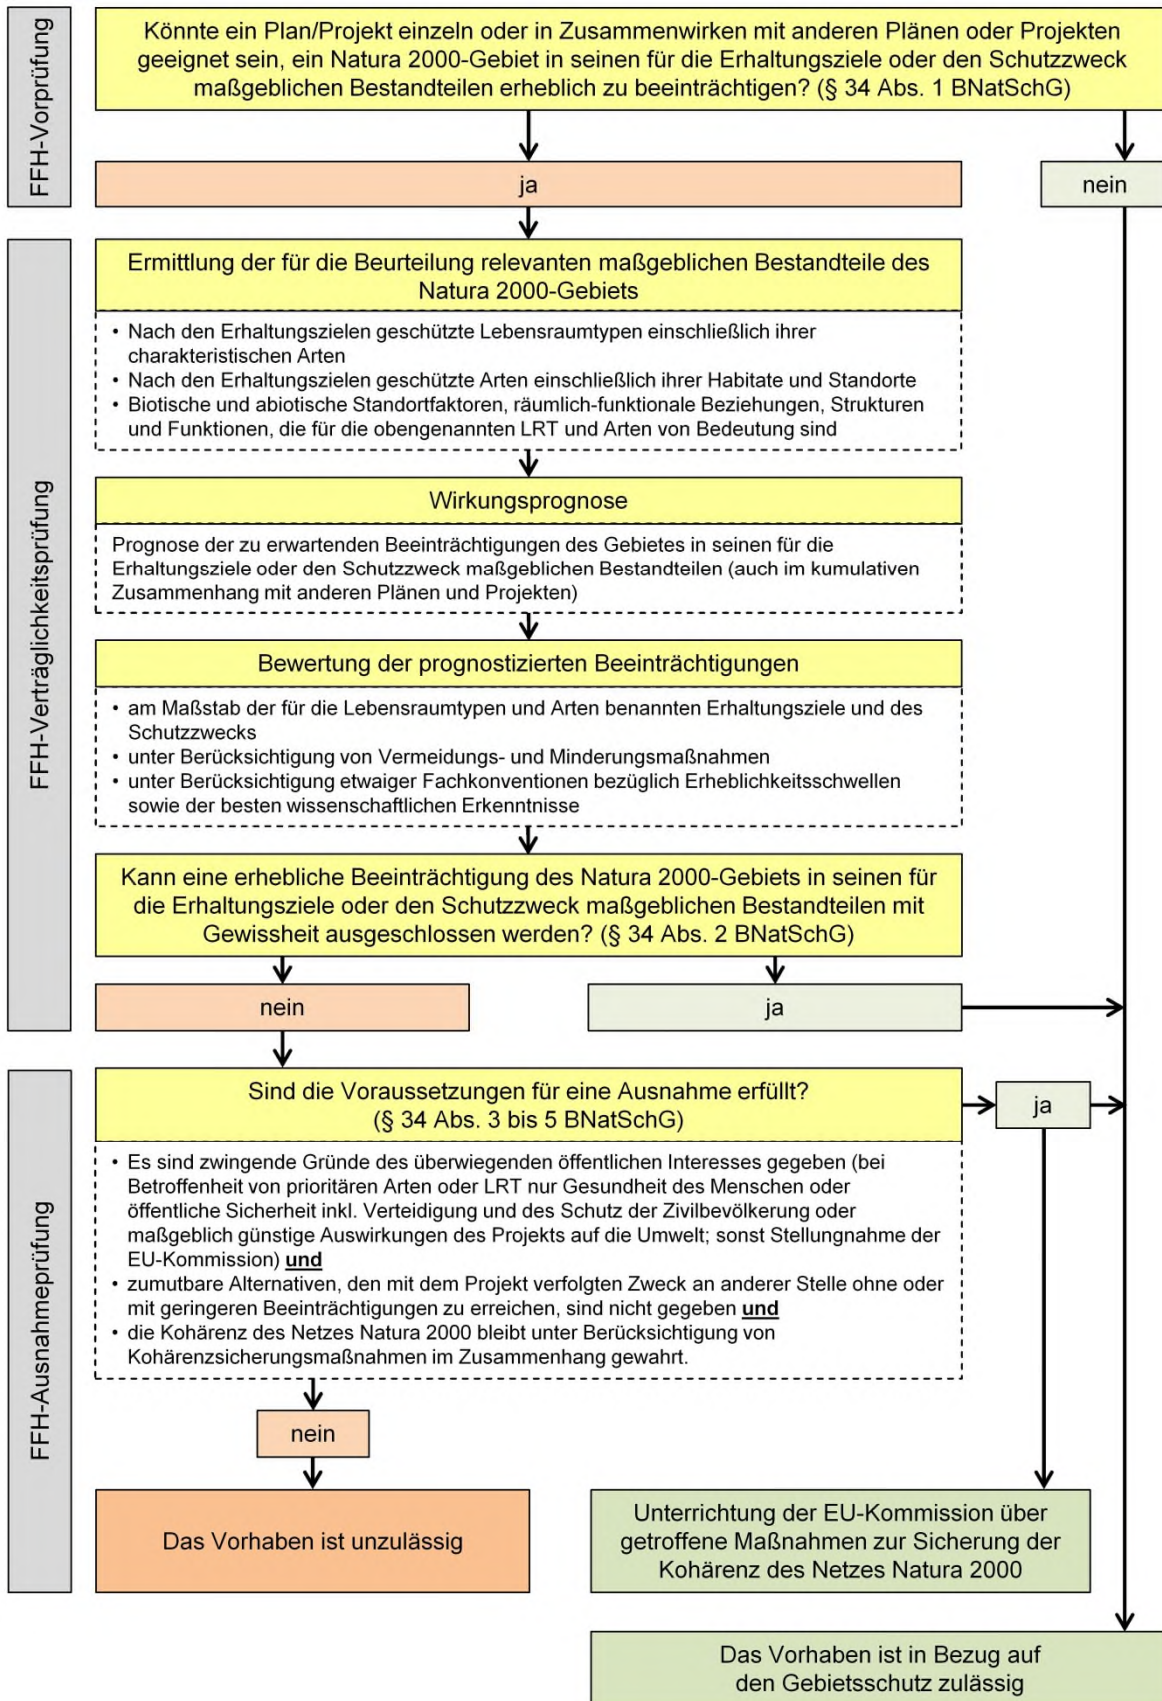 FFH-Vorprüfung
Könnte ein Plan/Projekt einzeln oder in Zusammenwirken mit anderen Plänen oder Projekten
geeignet sein, ein Natura 2000-Gebiet in seinen für die Erhaltungsziele oder den Schutzzweck
maßgeblichen Bestandteilen erheblich zu beeinträchtigen? (§ 34 Abs. 1 BNatSchG)
ja
nein
FFH-Verträglichkeitsprüfung
Ermittlung der für die Beurteilung relevanten maßgeblichen Bestandteile des
Natura 2000-Gebiets
• Nach den Erhaltungszielen geschützte Lebensraumtypen einschließlich ihrer
charakteristischen Arten
• Nach den Erhaltungszielen geschützte Arten einschließlich ihrer Habitate und Standorte
• Biotische und abiotische Standortfaktoren, räumlich-funktionale Beziehungen, Strukturen
und Funktionen, die für die obengenannten LRT und Arten von Bedeutung sind
Wirkungsprognose
Prognose der zu erwartenden Beeinträchtigungen des Gebietes in seinen für die
Erhaltungsziele oder den Schutzzweck maßgeblichen Bestandteilen (auch im kumulativen
Zusammenhang mit anderen Plänen und Projekten)
Bewertung der prognostizierten Beeinträchtigungen
• am Maßstab der für die Lebensraumtypen und Arten benannten Erhaltungsziele und des
Schutzzwecks
• unter Berücksichtigung von Vermeidungs- und Minderungsmaßnahmen
• unter Berücksichtigung etwaiger Fachkonventionen bezüglich Erheblichkeitsschwellen
sowie der besten wissenschaftlichen Erkenntnisse
Kann eine erhebliche Beeinträchtigung des Natura 2000-Gebiets in seinen für
die Erhaltungsziele oder den Schutzzweck maßgeblichen Bestandteilen mit
Gewissheit ausgeschlossen werden? (§ 34 Abs. 2 BNatSchG)
nein
ja
FFH-Ausnahmeprüfung
Sind die Voraussetzungen für eine Ausnahme erfüllt?
(§ 34 Abs. 3 bis 5 BNatSchG)
ja
• Es sind zwingende Gründe des überwiegenden öffentlichen Interesses gegeben (bei
Betroffenheit von prioritären Arten oder LRT nur Gesundheit des Menschen oder
öffentliche Sicherheit inkl. Verteidigung und des Schutz der Zivilbevölkerung oder
maßgeblich günstige Auswirkungen des Projekts auf die Umwelt; sonst Stellungnahme der
EU-Kommission) und
• zumutbare Alternativen, den mit dem Projekt verfolgten Zweck an anderer Stelle ohne oder
mit geringeren Beeinträchtigungen zu erreichen, sind nicht gegeben und
• die Kohärenz des Netzes Natura 2000 bleibt unter Berücksichtigung von
Kohärenzsicherungsmaßnahmen im Zusammenhang gewahrt.
nein
Das Vorhaben ist unzulässig
Unterrichtung der EU-Kommission über
getroffene Maßnahmen zur Sicherung der
Kohärenz des Netzes Natura 2000
Das Vorhaben ist in Bezug auf
den Gebietsschutz zulässig